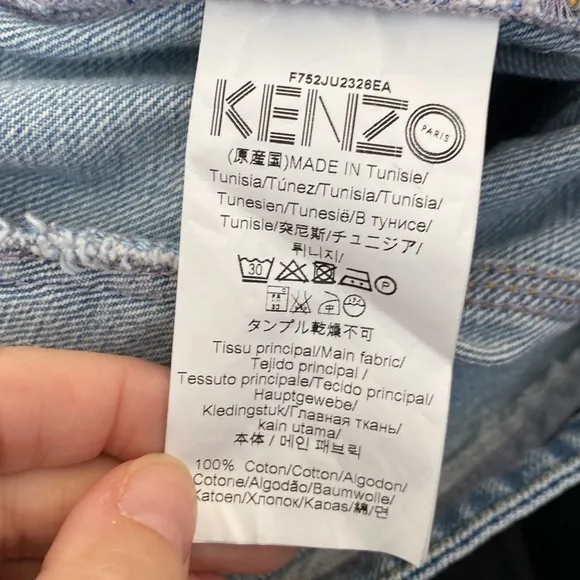 F752JU2326EA
KENZO
PARIS
(原産国)MADE IN Tunisie/
Tunisia/Túnez/Tunisia/Tunísia/
Tunesien/Tunesië/В тунисе/
Tunisie/突尼斯/チュニジア/
튀니지/
30 P
中
タンブル乾燥不可
Tissu principal/Main fabric/
Tejido principal /
Tessuto principale/Tecido principal/
Hauptgewebe/
Kledingstuk/Главная ткань/
kain utama/
本体 / 메인 패브릭
100% Coton/Cotton/Algodon/
Cotone/Algodão/Baumwolle/
Katoen/Хлопок/Kapas/綿/면